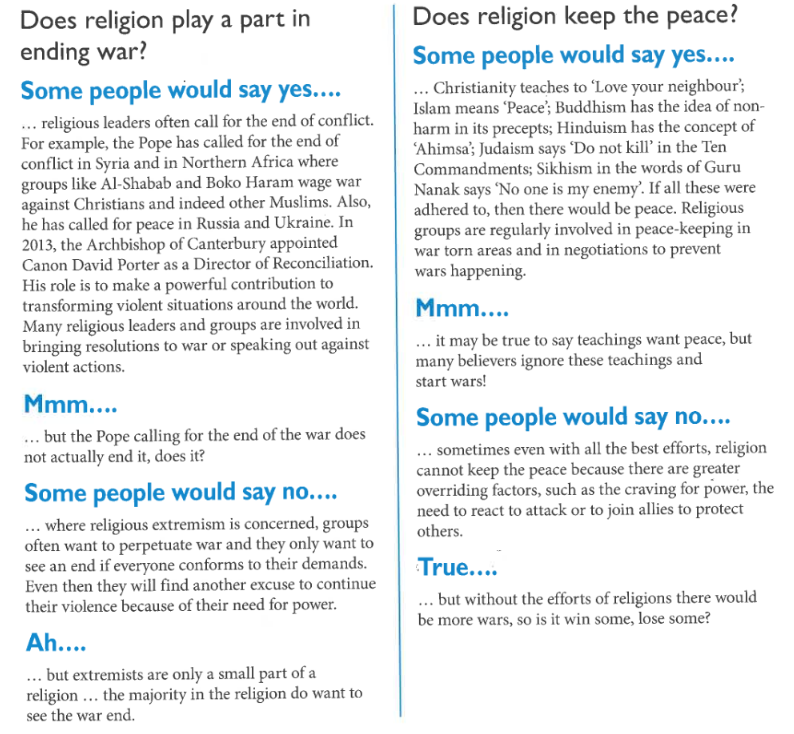 Does religion play a part in
ending war?
Some people would say yes....
... religious leaders often call for the end of conflict.
For example, the Pope has called for the end of
conflict in Syria and in Northern Africa where
groups like Al-Shabab and Boko Haram wage war
against Christians and indeed other Muslims. Also,
he has called for peace in Russia and Ukraine. In
2013, the Archbishop of Canterbury appointed
Canon David Porter as a Director of Reconciliation.
His role is to make a powerful contribution to
transforming violent situations around the world.
Many religious leaders and groups are involved in
bringing resolutions to war or speaking out against
violent actions.
Mmm....
... but the Pope calling for the end of the war does
not actually end it, does it?
Some people would say no....
... where religious extremism is concerned, groups
often want to perpetuate war and they only want to
see an end if everyone conforms to their demands.
Even then they will find another excuse to continue
their violence because of their need for power.
Ah....
... but extremists are only a small part of a
religion ... the majority in the religion do want to
see the war end.
Does religion keep the peace?
Some people would say yes....
... Christianity teaches to 'Love your neighbour';
Islam means 'Peace'; Buddhism has the idea of non-
harm in its precepts; Hinduism has the concept of
'Ahimsa'; Judaism says 'Do not kill' in the Ten
Commandments; Sikhism in the words of Guru
Nanak says 'No one is my enemy'. If all these were
adhered to, then there would be peace. Religious
groups are regularly involved in peace-keeping in
war torn areas and in negotiations to prevent
wars happening.
Mmm....
... it may be true to say teachings want peace, but
many believers ignore these teachings and
start wars!
Some people would say no....
... sometimes even with all the best efforts, religion
cannot keep the peace because there are greater
overriding factors, such as the craving for power, the
need to react to attack or to join allies to protect
others.
True....
... but without the efforts of religions there would
be more wars, so is it win some, lose some?